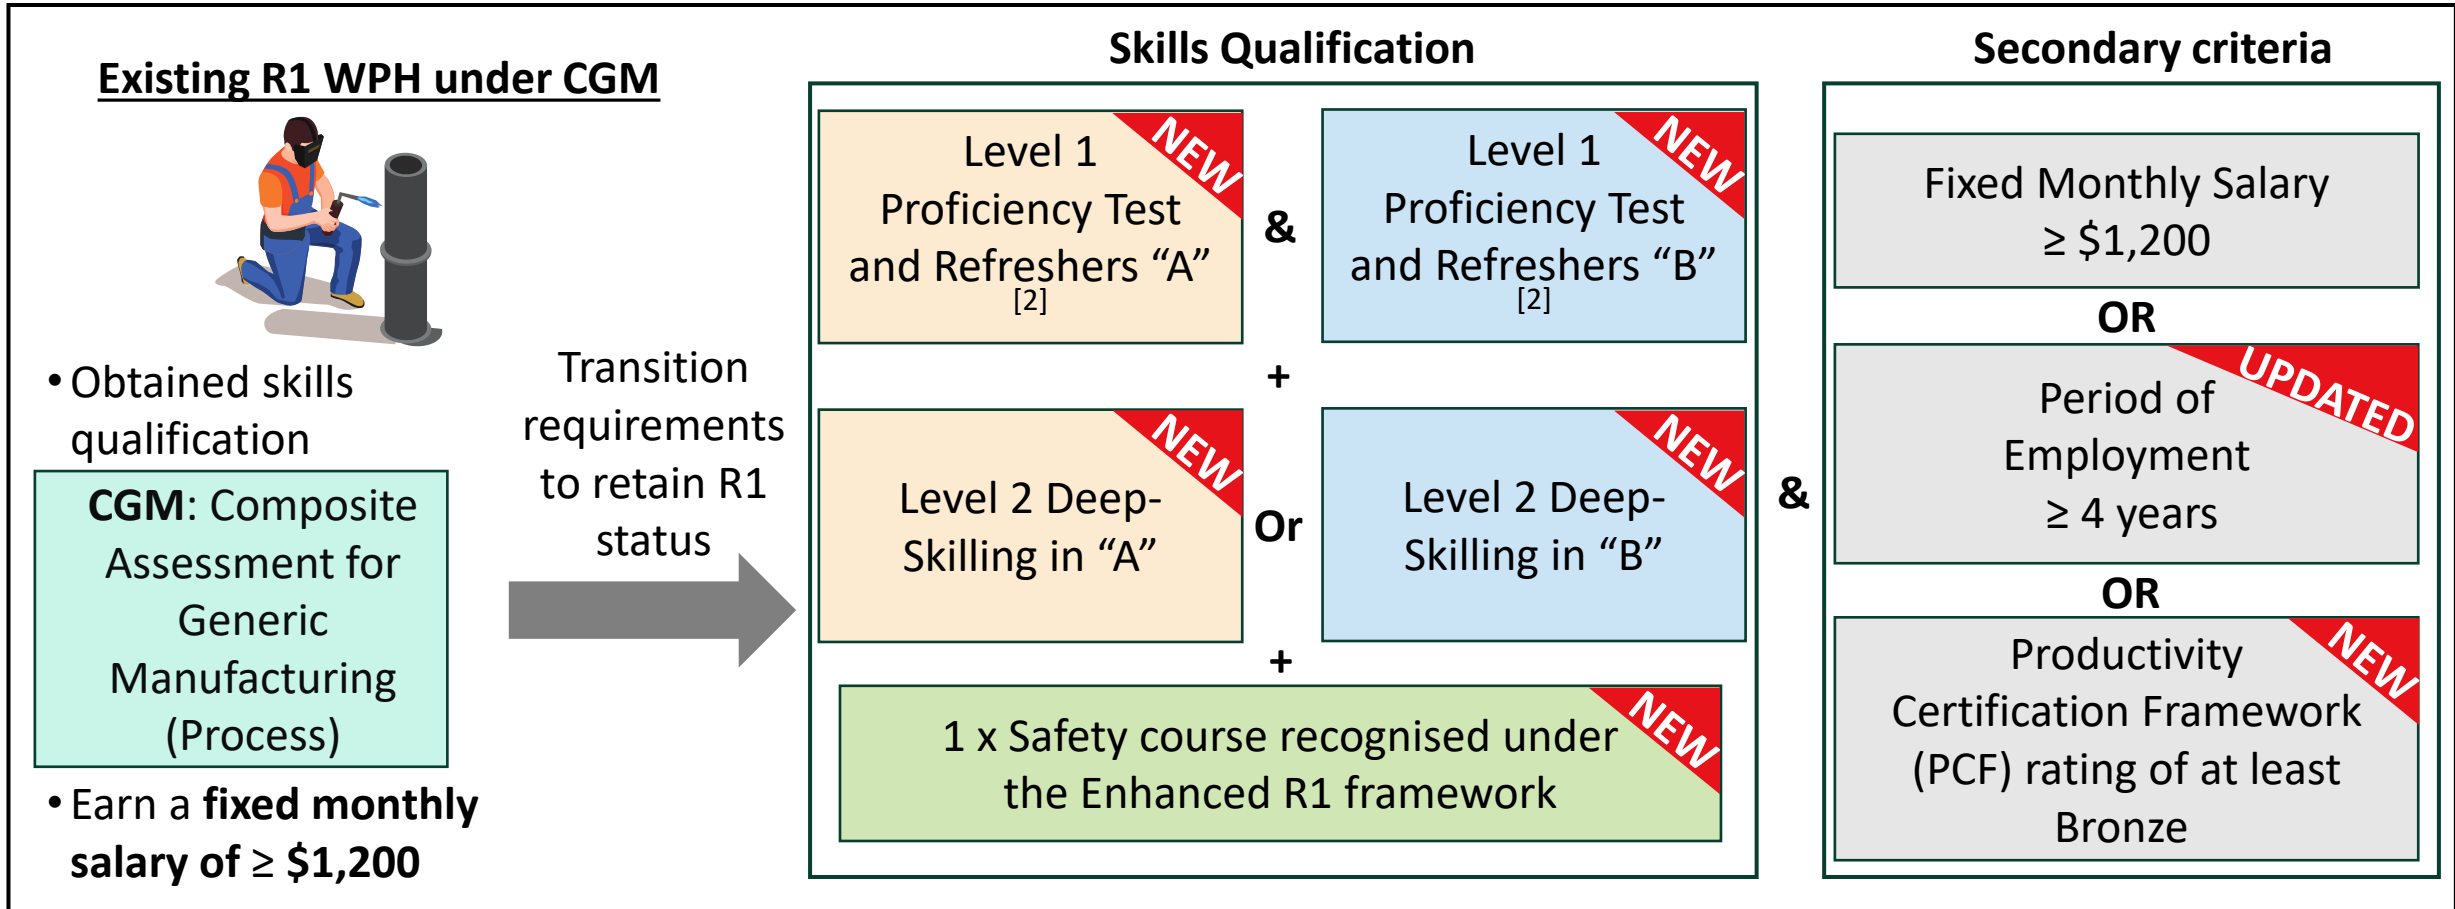 Existing R1 WPH under CGM
• Obtained skills
qualification
CGM: Composite
Assessment for
Generic
Manufacturing
(Process)
• Earn a fixed monthly
salary of ≥ $1,200
Transition
requirements
to retain R1
status
Skills Qualification
Level 1
Proficiency Test
and Refreshers “A”
[2]
NEW
&
Level 1
Proficiency Test
and Refreshers “B”
[2]
NEW
+
Level 2 Deep-
Skilling in “A”
NEW
Or
Level 2 Deep-
Skilling in “B”
NEW
+
1 x Safety course recognised under
the Enhanced R1 framework
NEW
&
Secondary criteria
Fixed Monthly Salary
≥ $1,200
OR
Period of
Employment
≥ 4 years
UPDATED
OR
Productivity
Certification Framework
(PCF) rating of at least
Bronze
NEW